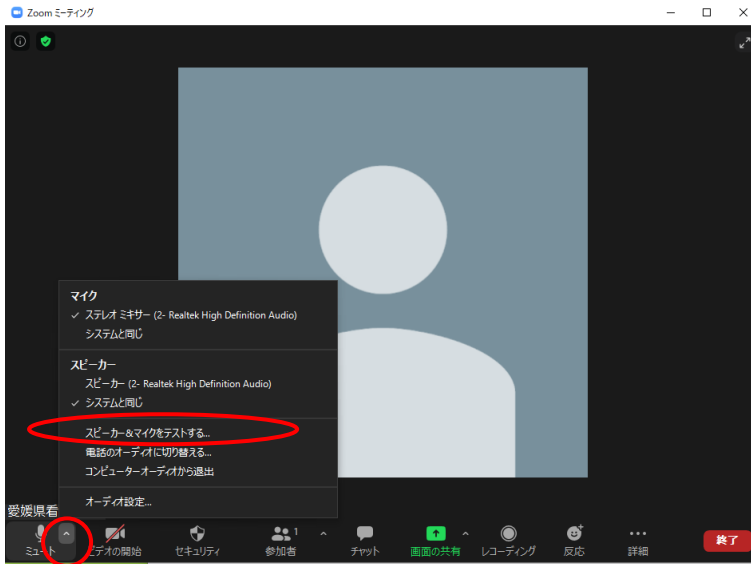 Zoom ミーティング
マイク
ステレオ ミキサー (2- Realtek High Definition Audio)
システムと同じ
スピーカー
スピーカー (2- Realtek High Definition Audio)
システムと同じ
スピーカー&マイクをテストする...
電話のオーディオに切り替える...
コンピューターオーディオから退出
オーディオ設定...
愛媛県看
ミュート
ビデオの開始
セキュリティ
参加者
1
チャット
画面の共有
レコーディング
反応
詳細
終了